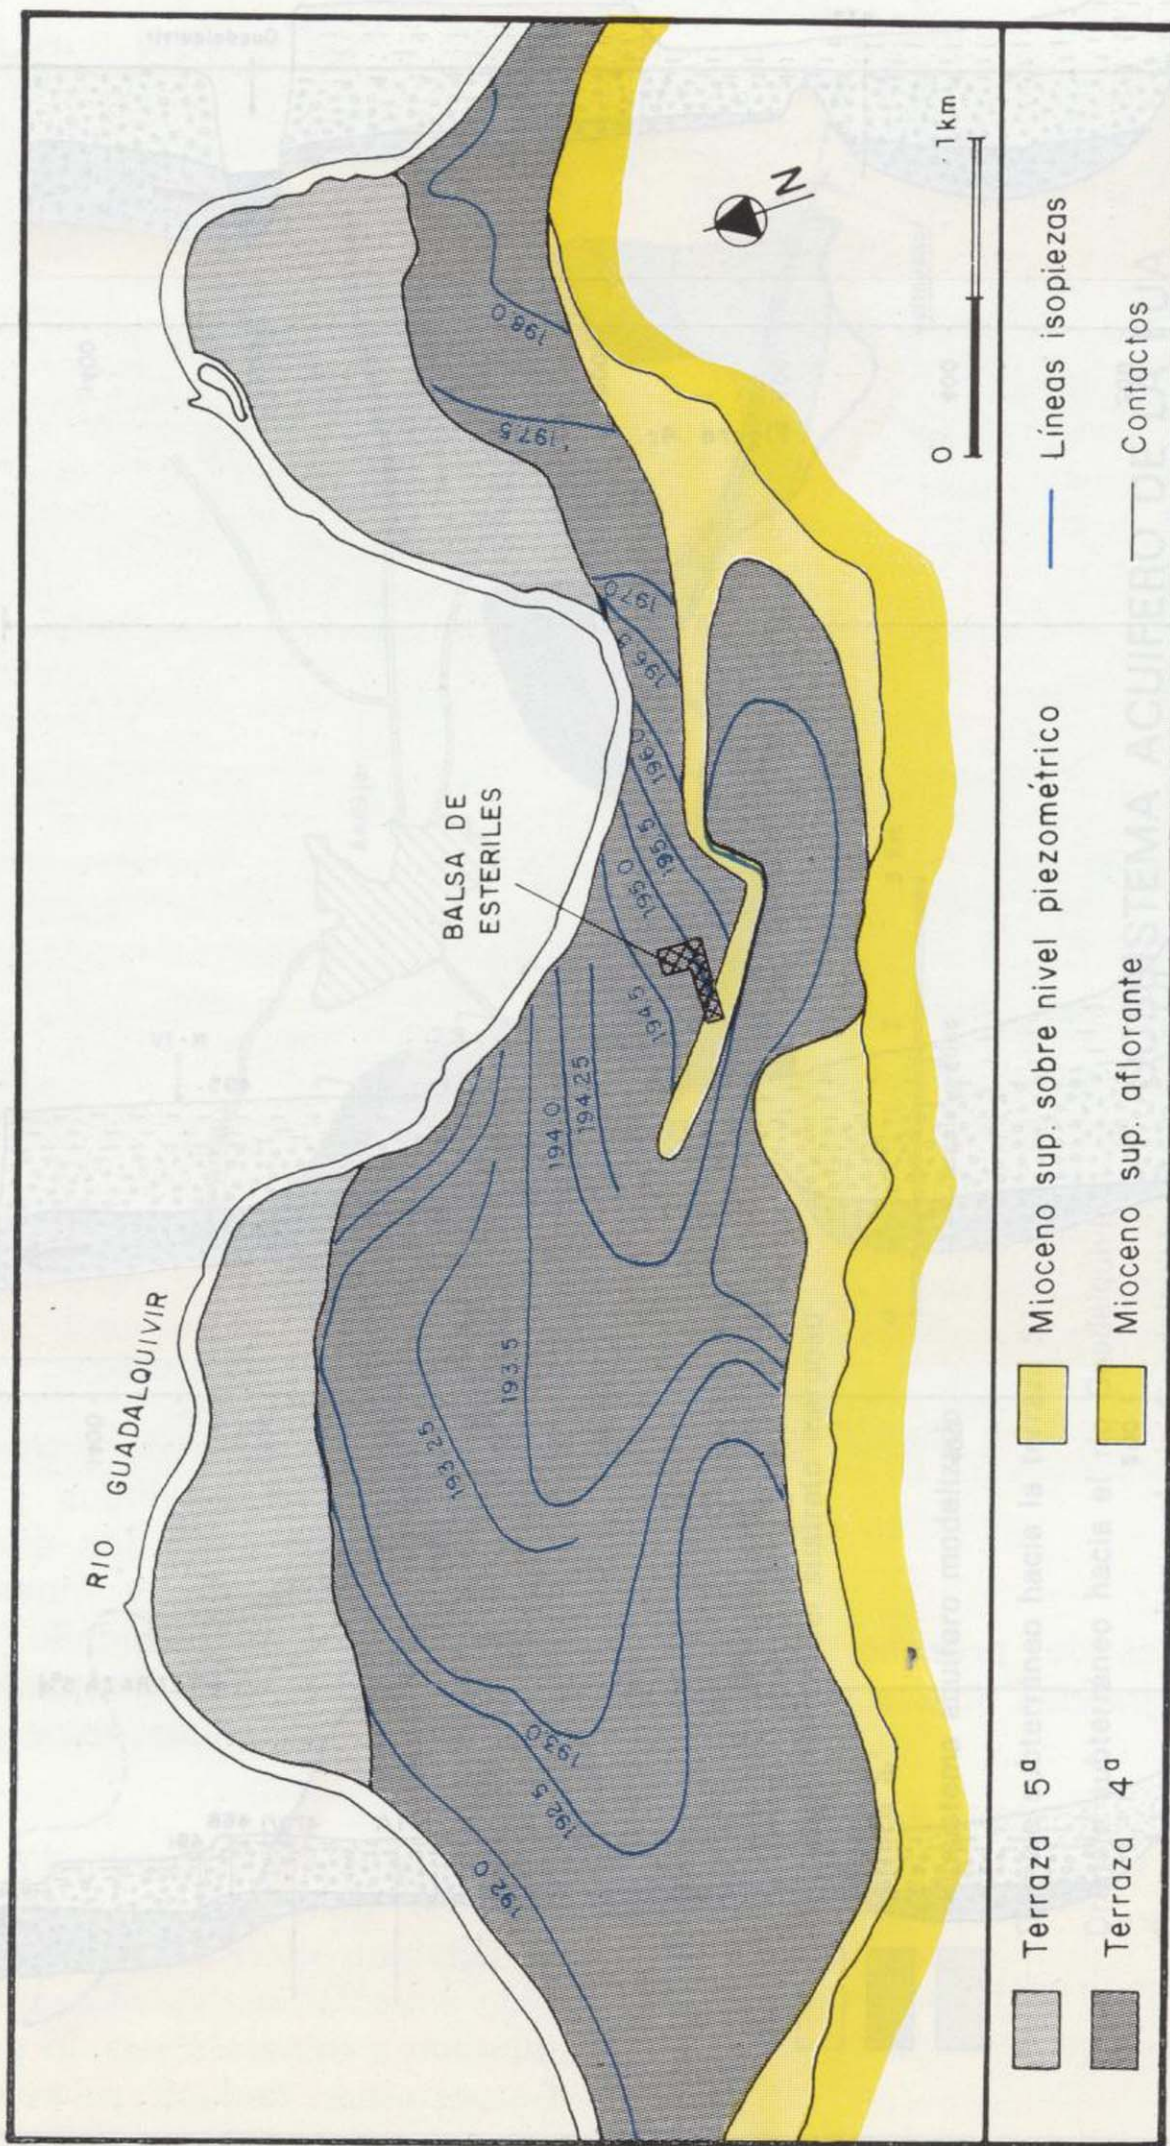 RIO GUADALQUIVIR
BALSA DE
ESTERILES
198.0
197.5
197.0
196.5
196.0
195.5
195.0
194.5
194.25
194.0
193.5
193.25
193.0
192.5
192.0
N
0
1 km
Terraza 5ª
Terraza 4ª
Mioceno sup. sobre nivel piezométrico
Mioceno sup. aflorante
Líneas isopiezas
Contactos